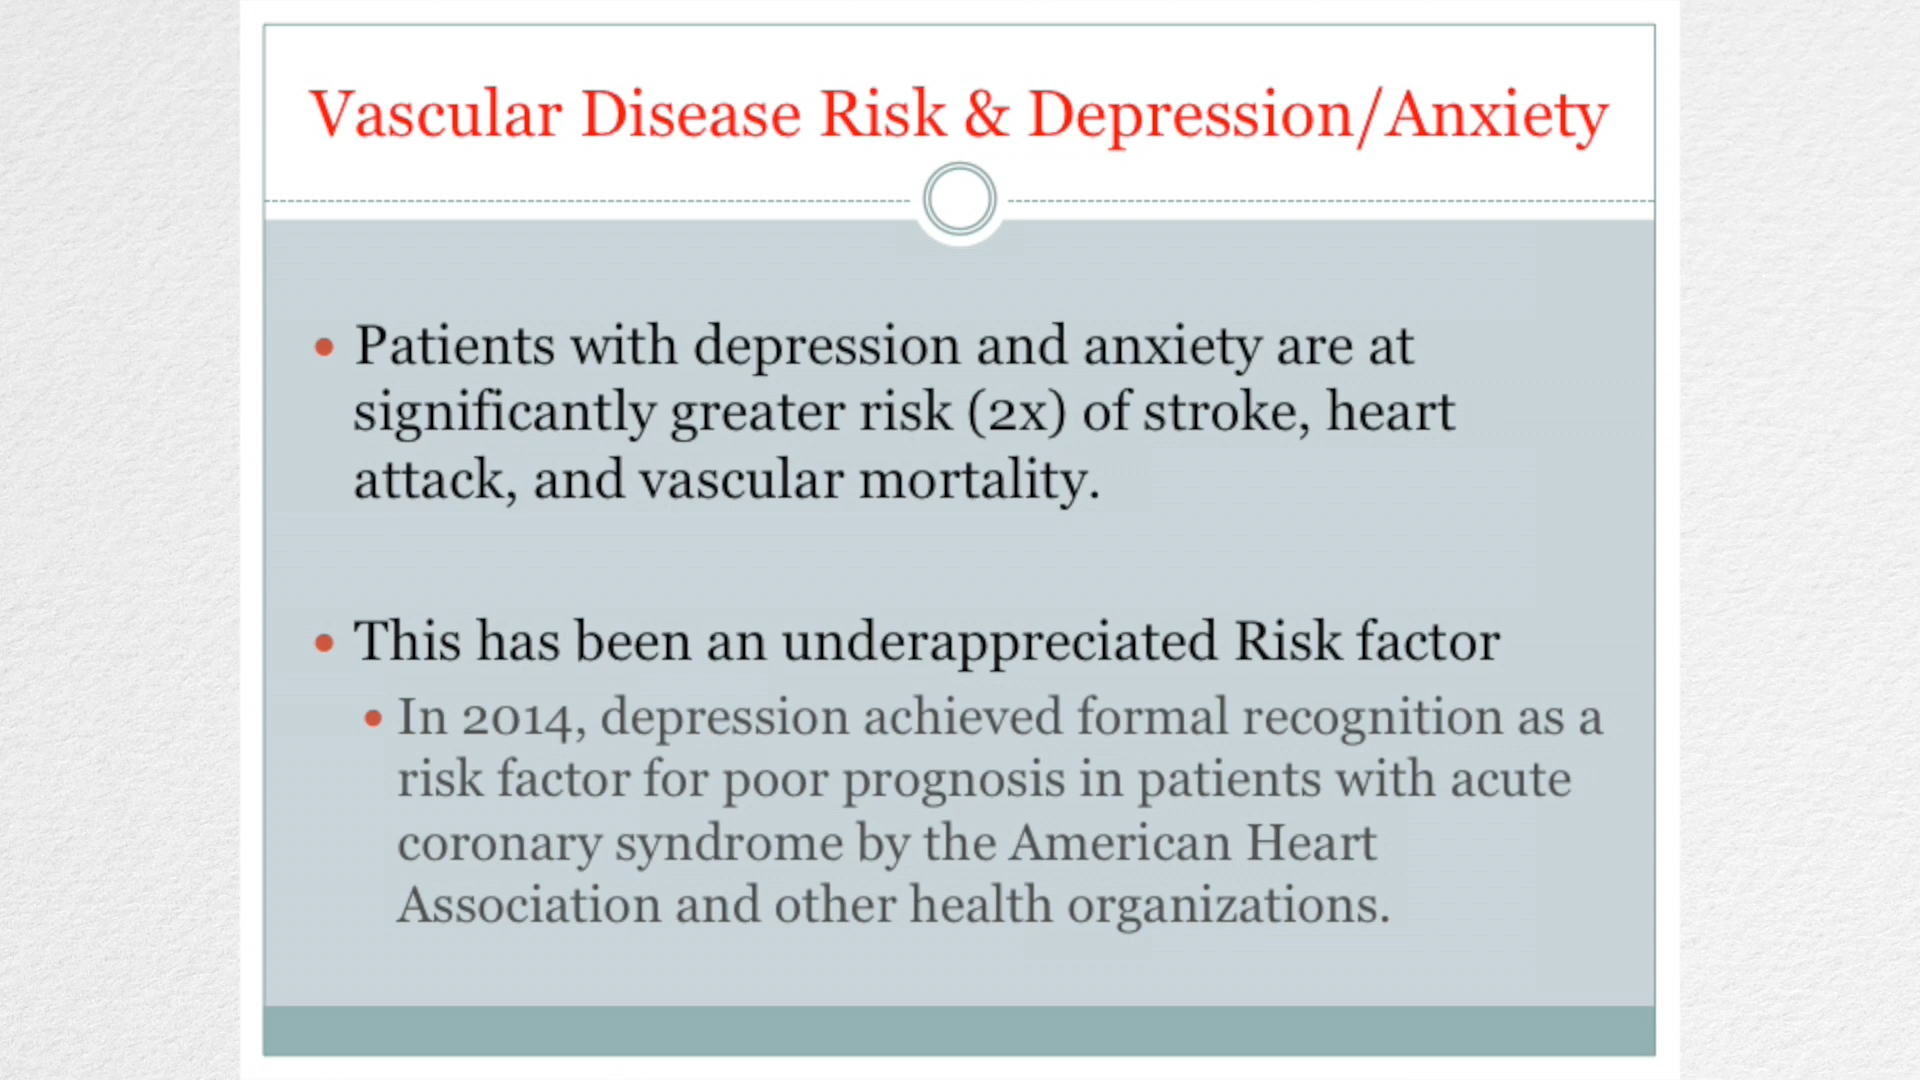 Vascular Disease Risk & Depression/Anxiety
• Patients with depression and anxiety are at
significantly greater risk (2x) of stroke, heart
attack, and vascular mortality.
• This has been an underappreciated Risk factor
• In 2014, depression achieved formal recognition as a
risk factor for poor prognosis in patients with acute
coronary syndrome by the American Heart
Association and other health organizations.